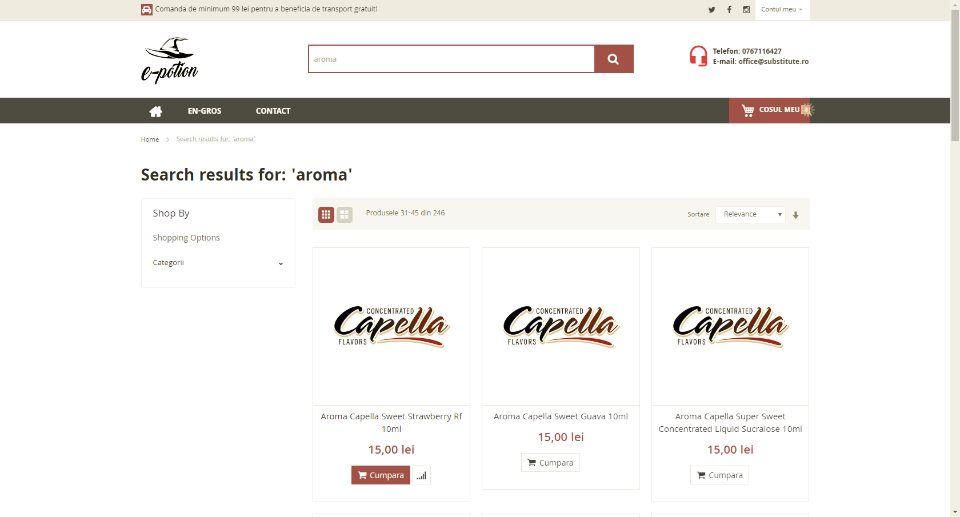 Comanda de minimum 99 lei pentru a beneficia de transport gratuit!
Contul meu
e-potion
aroma
Telefon: 0767116427
E-mail: office@substitute.ro
EN-GROS
CONTACT
COSUL MEU
Home
Search results for: 'aroma'
Search results for: 'aroma'
Shop By
Shopping Options
Categorii
Produsele 31-45 din 246
Sortare
Relevance
CONCENTRATED
Capella
FLAVORS
CONCENTRATED
Capella
FLAVORS
CONCENTRATED
Capella
FLAVORS
Aroma Capella Sweet Strawberry Rf
10ml
15,00 lei
Cumpara
Aroma Capella Sweet Guava 10ml
15,00 lei
Cumpara
Aroma Capella Super Sweet
Concentrated Liquid Sucralose 10ml
15,00 lei
Cumpara